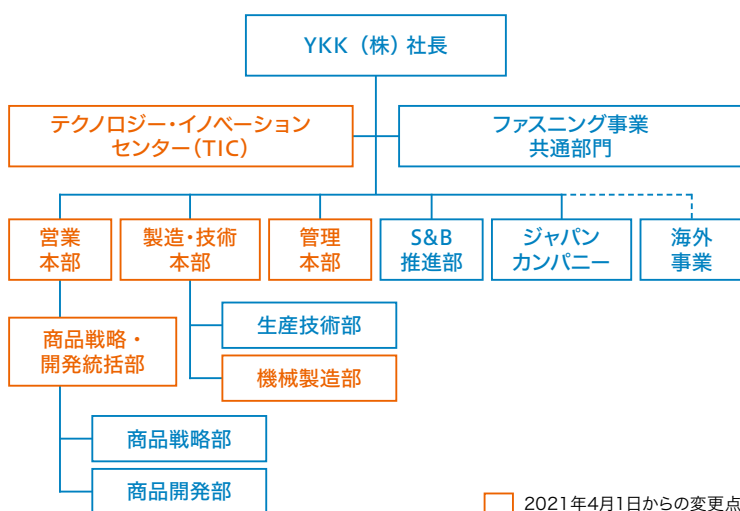 YKK（株）社長
テクノロジー・イノベーション
センター（TIC）
ファスニング事業
共通部門
営業
本部
製造・技術
本部
管理
本部
S&B
推進部
ジャパン
カンパニー
海外
事業
商品戦略・
開発統括部
生産技術部
機械製造部
商品戦略部
商品開発部
2021年4月1日からの変更点